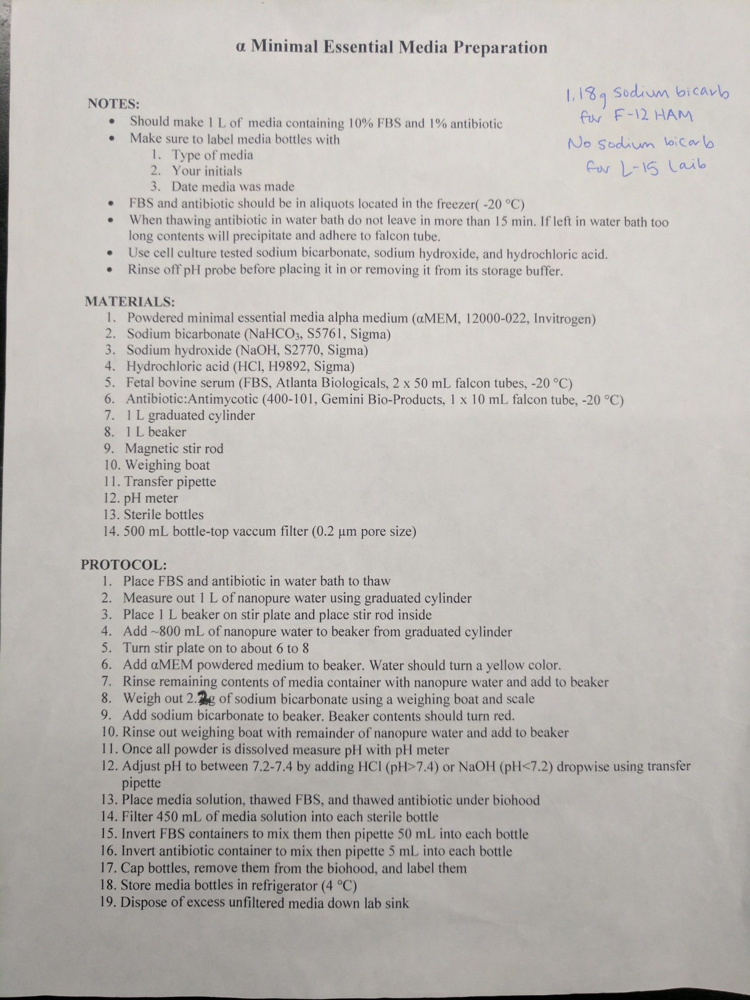 α Minimal Essential Media Preparation
1.18g sodium bicarb
for F-12 HAM
No sodium bicarb
for L-15 Laib
NOTES:
• Should make 1 L of media containing 10% FBS and 1% antibiotic
• Make sure to label media bottles with
1. Type of media
2. Your initials
3. Date media was made
• FBS and antibiotic should be in aliquots located in the freezer( -20 °C)
• When thawing antibiotic in water bath do not leave in more than 15 min. If left in water bath too
long contents will precipitate and adhere to falcon tube.
• Use cell culture tested sodium bicarbonate, sodium hydroxide, and hydrochloric acid.
• Rinse off pH probe before placing it in or removing it from its storage buffer.
MATERIALS:
1. Powdered minimal essential media alpha medium (αMEM, 12000-022, Invitrogen)
2. Sodium bicarbonate (NaHCO₃, S5761, Sigma)
3. Sodium hydroxide (NaOH, S2770, Sigma)
4. Hydrochloric acid (HCl, H9892, Sigma)
5. Fetal bovine serum (FBS, Atlanta Biologicals, 2 x 50 mL falcon tubes, -20 °C)
6. Antibiotic:Antimycotic (400-101, Gemini Bio-Products, 1 x 10 mL falcon tube, -20 °C)
7. 1 L graduated cylinder
8. 1 L beaker
9. Magnetic stir rod
10. Weighing boat
11. Transfer pipette
12. pH meter
13. Sterile bottles
14. 500 mL bottle-top vaccum filter (0.2 μm pore size)
PROTOCOL:
1. Place FBS and antibiotic in water bath to thaw
2. Measure out 1 L of nanopure water using graduated cylinder
3. Place 1 L beaker on stir plate and place stir rod inside
4. Add ~800 mL of nanopure water to beaker from graduated cylinder
5. Turn stir plate on to about 6 to 8
6. Add αMEM powdered medium to beaker. Water should turn a yellow color.
7. Rinse remaining contents of media container with nanopure water and add to beaker
8. Weigh out 2.2g of sodium bicarbonate using a weighing boat and scale
9. Add sodium bicarbonate to beaker. Beaker contents should turn red.
10. Rinse out weighing boat with remainder of nanopure water and add to beaker
11. Once all powder is dissolved measure pH with pH meter
12. Adjust pH to between 7.2-7.4 by adding HCl (pH>7.4) or NaOH (pH<7.2) dropwise using transfer
pipette
13. Place media solution, thawed FBS, and thawed antibiotic under biohood
14. Filter 450 mL of media solution into each sterile bottle
15. Invert FBS containers to mix them then pipette 50 mL into each bottle
16. Invert antibiotic container to mix then pipette 5 mL into each bottle
17. Cap bottles, remove them from the biohood, and label them
18. Store media bottles in refrigerator (4 °C)
19. Dispose of excess unfiltered media down lab sink